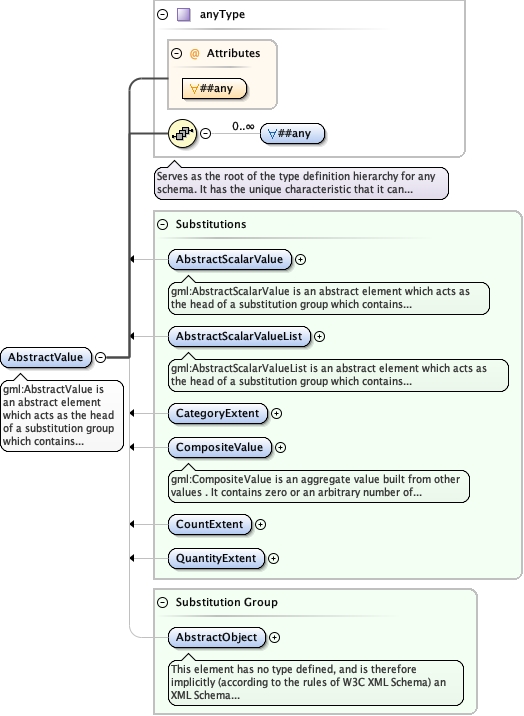 anyType
@ Attributes
∀##any
0..∞
∀##any
Serves as the root of the type definition hierarchy for any
schema. It has the unique characteristic that it can...
Substitutions
AbstractScalarValue
gml:AbstractScalarValue is an abstract element which acts as
the head of a substitution group which contains...
AbstractScalarValueList
gml:AbstractScalarValueList is an abstract element which acts as
the head of a substitution group which contains...
AbstractValue
gml:AbstractValue is
an abstract element
which acts as the head
of a substitution group
which contains...
CategoryExtent
CompositeValue
gml:CompositeValue is an aggregate value built from other
values . It contains zero or an arbitrary number of...
CountExtent
QuantityExtent
Substitution Group
AbstractObject
This element has no type defined, and is therefore
implicitly (according to the rules of W3C XML Schema) an
XML Schema...